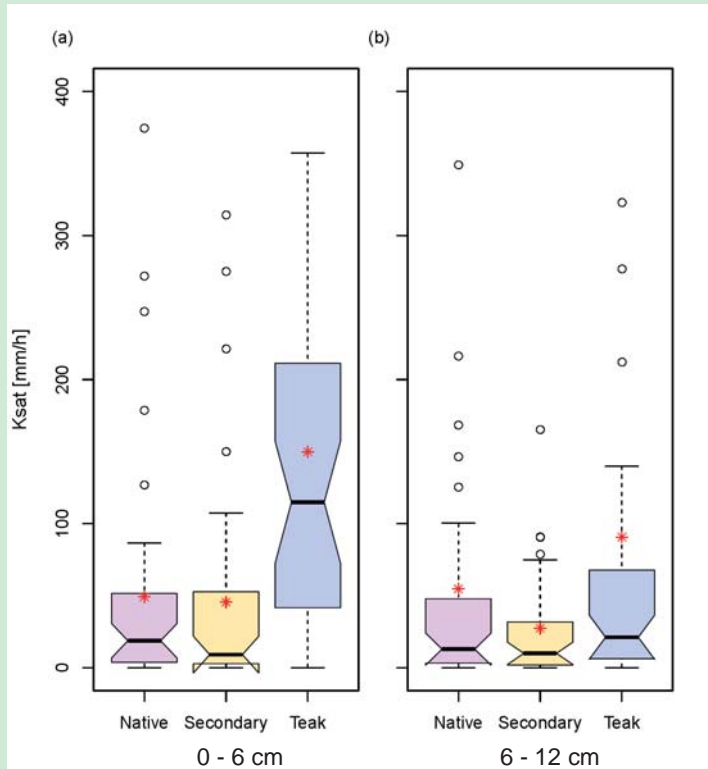 (a) (b)
Ksat [mm/h]
400
300
200
100
0
Native Secondary Teak Native Secondary Teak
0 - 6 cm 6 - 12 cm